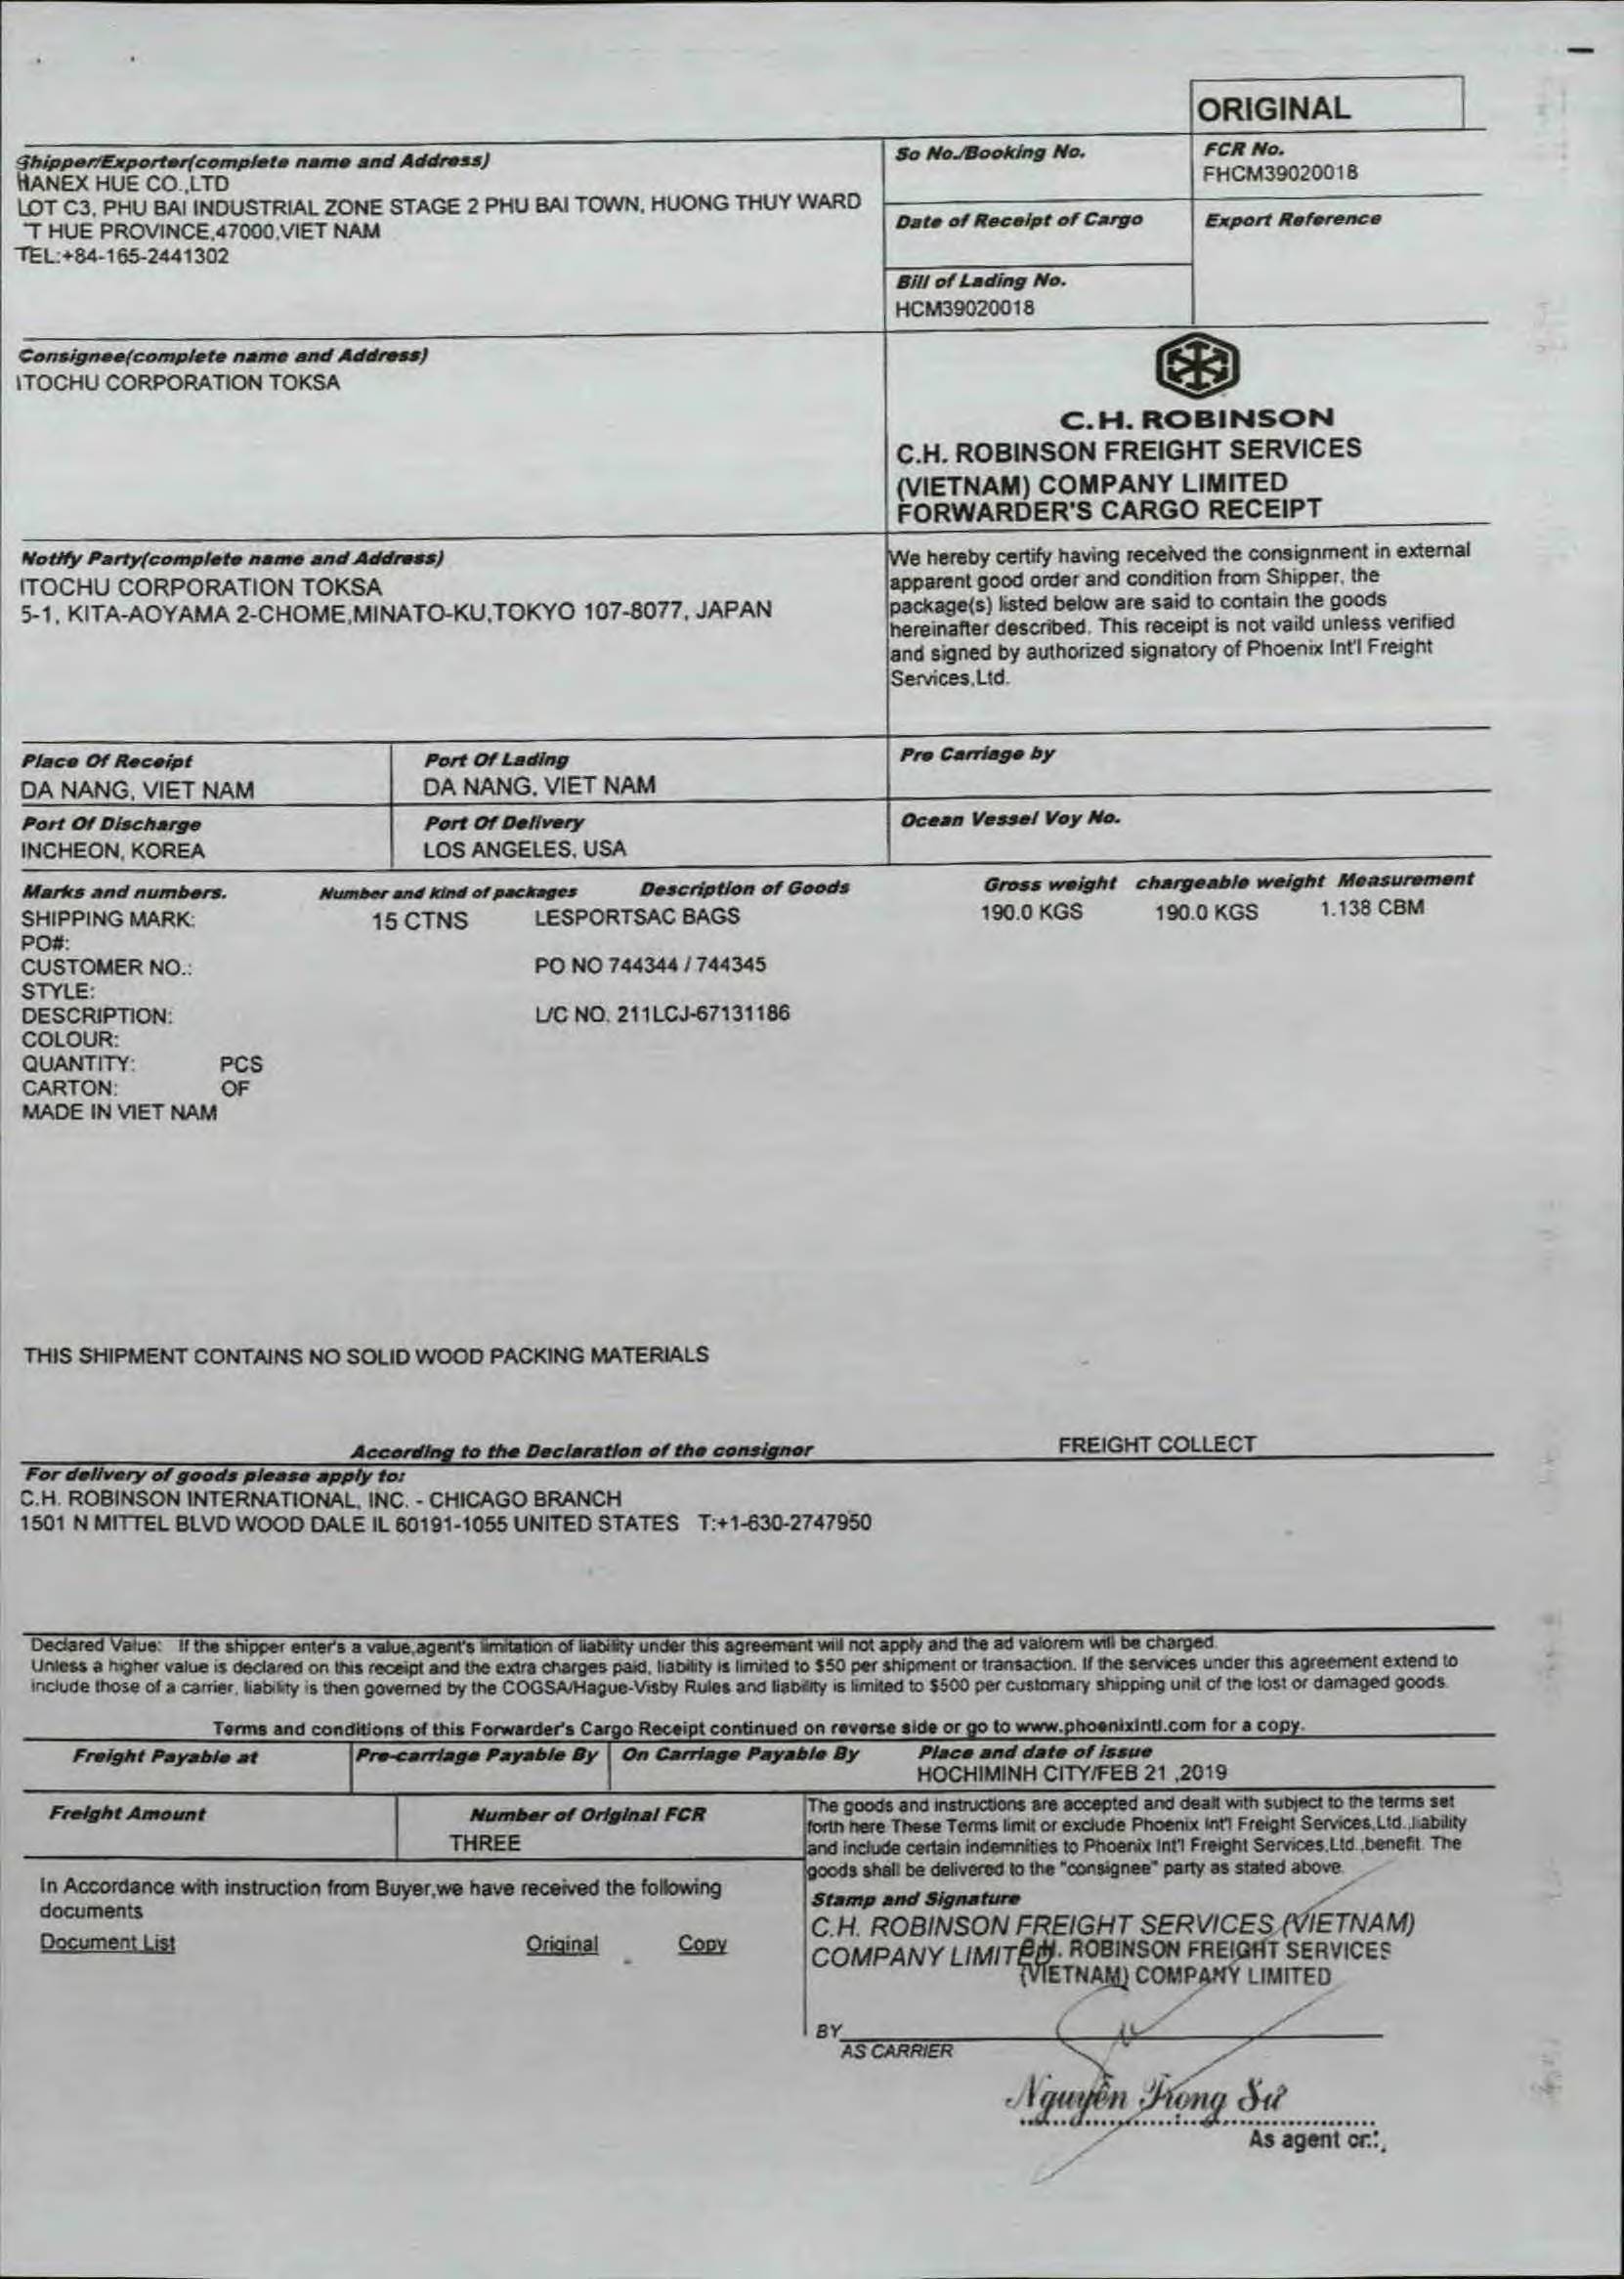 ORIGINAL
Shipper/Exporter(complete name and Address)
HANEX HUE CO.,LTD
LOT C3, PHU BAI INDUSTRIAL ZONE STAGE 2 PHU BAI TOWN, HUONG THUY WARD
T HUE PROVINCE,47000,VIET NAM
TEL:+84-165-2441302
So No./Booking No.
FCR No.
FHCM39020018
Date of Receipt of Cargo
Export Reference
Bill of Lading No.
HCM39020018
Consignee(complete name and Address)
ITOCHU CORPORATION TOKSA
C.H. ROBINSON
C.H. ROBINSON FREIGHT SERVICES
(VIETNAM) COMPANY LIMITED
FORWARDER'S CARGO RECEIPT
Notify Party(complete name and Address)
ITOCHU CORPORATION TOKSA
5-1, KITA-AOYAMA 2-CHOME,MINATO-KU,TOKYO 107-8077, JAPAN
We hereby certify having received the consignment in external
apparent good order and condition from Shipper, the
package(s) listed below are said to contain the goods
hereinafter described. This receipt is not vaild unless verified
and signed by authorized signatory of Phoenix Int'l Freight
Services,Ltd.
Place Of Receipt
DA NANG, VIET NAM
Port Of Lading
DA NANG, VIET NAM
Pre Carriage by
Port Of Discharge
INCHEON, KOREA
Port Of Delivery
LOS ANGELES, USA
Ocean Vessel Voy No.
Marks and numbers. Number and kind of packages Description of Goods Gross weight chargeable weight Measurement
SHIPPING MARK: 15 CTNS LESPORTSAC BAGS 190.0 KGS 190.0 KGS 1.138 CBM
PO#:
CUSTOMER NO.: PO NO 744344 / 744345
STYLE:
DESCRIPTION: L/C NO. 211LCJ-67131186
COLOUR:
QUANTITY: PCS
CARTON: OF
MADE IN VIET NAM
THIS SHIPMENT CONTAINS NO SOLID WOOD PACKING MATERIALS
According to the Declaration of the consignor FREIGHT COLLECT
For delivery of goods please apply to:
C.H. ROBINSON INTERNATIONAL, INC. - CHICAGO BRANCH
1501 N MITTEL BLVD WOOD DALE IL 60191-1055 UNITED STATES T:+1-630-2747950
Declared Value: If the shipper enter's a value,agent's limitation of liability under this agreement will not apply and the ad valorem will be charged.
Unless a higher value is declared on this receipt and the extra charges paid, liability is limited to $50 per shipment or transaction. If the services under this agreement extend to
include those of a carrier, liability is then governed by the COGSA/Hague-Visby Rules and liability is limited to $500 per customary shipping unit of the lost or damaged goods.
Terms and conditions of this Forwarder's Cargo Receipt continued on reverse side or go to www.phoenixintl.com for a copy.
Freight Payable at
Pre-carriage Payable By
On Carriage Payable By
Place and date of issue
HOCHIMINH CITY/FEB 21 ,2019
Freight Amount
Number of Original FCR
THREE
The goods and instructions are accepted and dealt with subject to the terms set
forth here These Terms limit or exclude Phoenix Int'l Freight Services,Ltd.,liability
and include certain indemnities to Phoenix Int'l Freight Services,Ltd.,benefit. The
goods shall be delivered to the "consignee" party as stated above.
In Accordance with instruction from Buyer,we have received the following
documents
Document List Original Copy
Stamp and Signature
C.H. ROBINSON FREIGHT SERVICES (VIETNAM)
COMPANY LIMITED
C.H. ROBINSON FREIGHT SERVICES
(VIETNAM) COMPANY LIMITED
BY
AS CARRIER
Nguyễn Trọng Sử
As agent